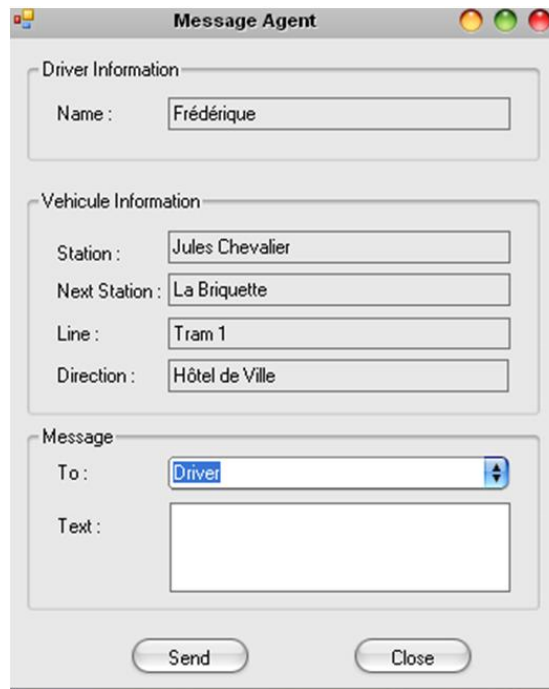 Message Agent
Driver Information
Name : Frédérique
Vehicule Information
Station : Jules Chevalier
Next Station : La Briquette
Line : Tram 1
Direction : Hôtel de Ville
Message
To : Driver
Text :
Send Close